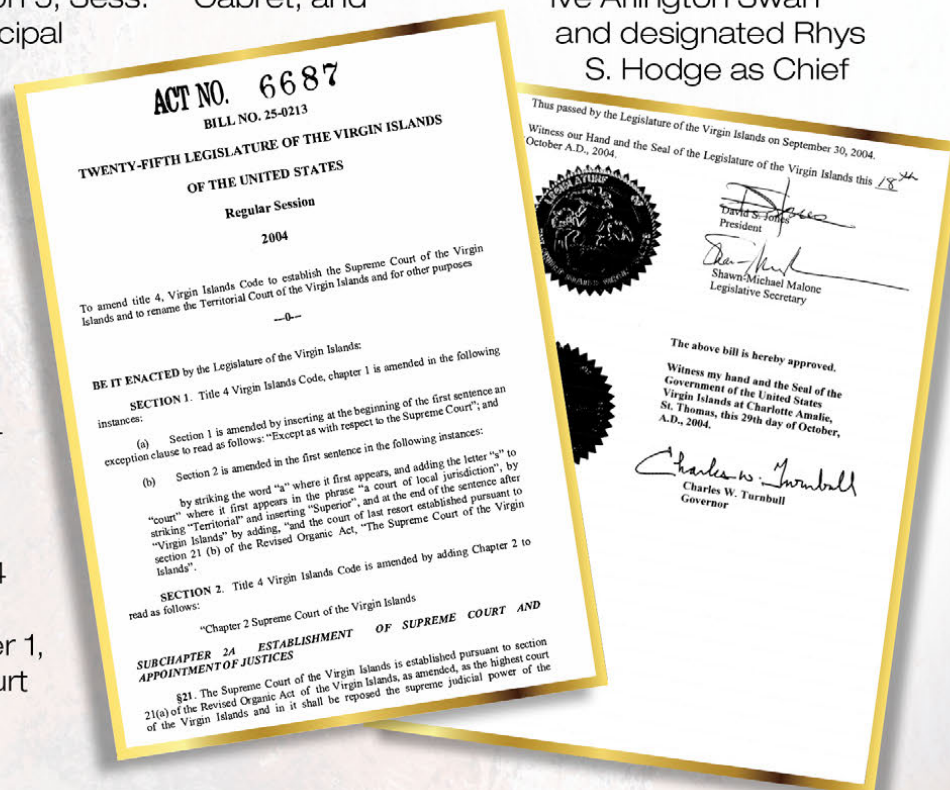 on 3, Sess.
cipal
Cabret, and
ive Arlington Swan
and designated Rhys
S. Hodge as Chief
4
er 1,
urt
ACT NO. 6687
BILL NO. 25-0213
TWENTY-FIFTH LEGISLATURE OF THE VIRGIN ISLANDS
OF THE UNITED STATES
Regular Session
2004
To amend title 4, Virgin Islands Code to establish the Supreme Court of the Virgin
Islands and to rename the Territorial Court of the Virgin Islands and for other purposes
---0---
BE IT ENACTED by the Legislature of the Virgin Islands:
SECTION 1. Title 4 Virgin Islands Code, chapter 1 is amended in the following
instances:
(a) Section 1 is amended by inserting at the beginning of the first sentence an
exception clause to read as follows: "Except as with respect to the Supreme Court"; and
(b) Section 2 is amended in the first sentence in the following instances:
by striking the word "a" where it first appears, and adding the letter "s" to
"court" where it first appears in the phrase "a court of local jurisdiction", by
striking "Territorial" and inserting "Superior", and at the end of the sentence after
"Virgin Islands" by adding, "and the court of last resort established pursuant to
section 21 (b) of the Revised Organic Act, "The Supreme Court of the Virgin
Islands".
SECTION 2. Title 4 Virgin Islands Code is amended by adding Chapter 2 to
read as follows:
"Chapter 2 Supreme Court of the Virgin Islands
SUBCHAPTER 2A ESTABLISHMENT OF SUPREME COURT AND
APPOINTMENT OF JUSTICES
§21. The Supreme Court of the Virgin Islands is established pursuant to section
21(a) of the Revised Organic Act of the Virgin Islands, as amended, as the highest court
of the Virgin Islands and in it shall be reposed the supreme judicial power of the
Thus passed by the Legislature of the Virgin Islands on September 30, 2004.
Witness our Hand and the Seal of the Legislature of the Virgin Islands this 18th
October A.D., 2004.
David S. Jones
President
Shawn-Michael Malone
Legislative Secretary
The above bill is hereby approved.
Witness my hand and the Seal of the
Government of the United States
Virgin Islands at Charlotte Amalie,
St. Thomas, this 29th day of October,
A.D., 2004.
Charles W. Turnbull
Charles W. Turnbull
Governor